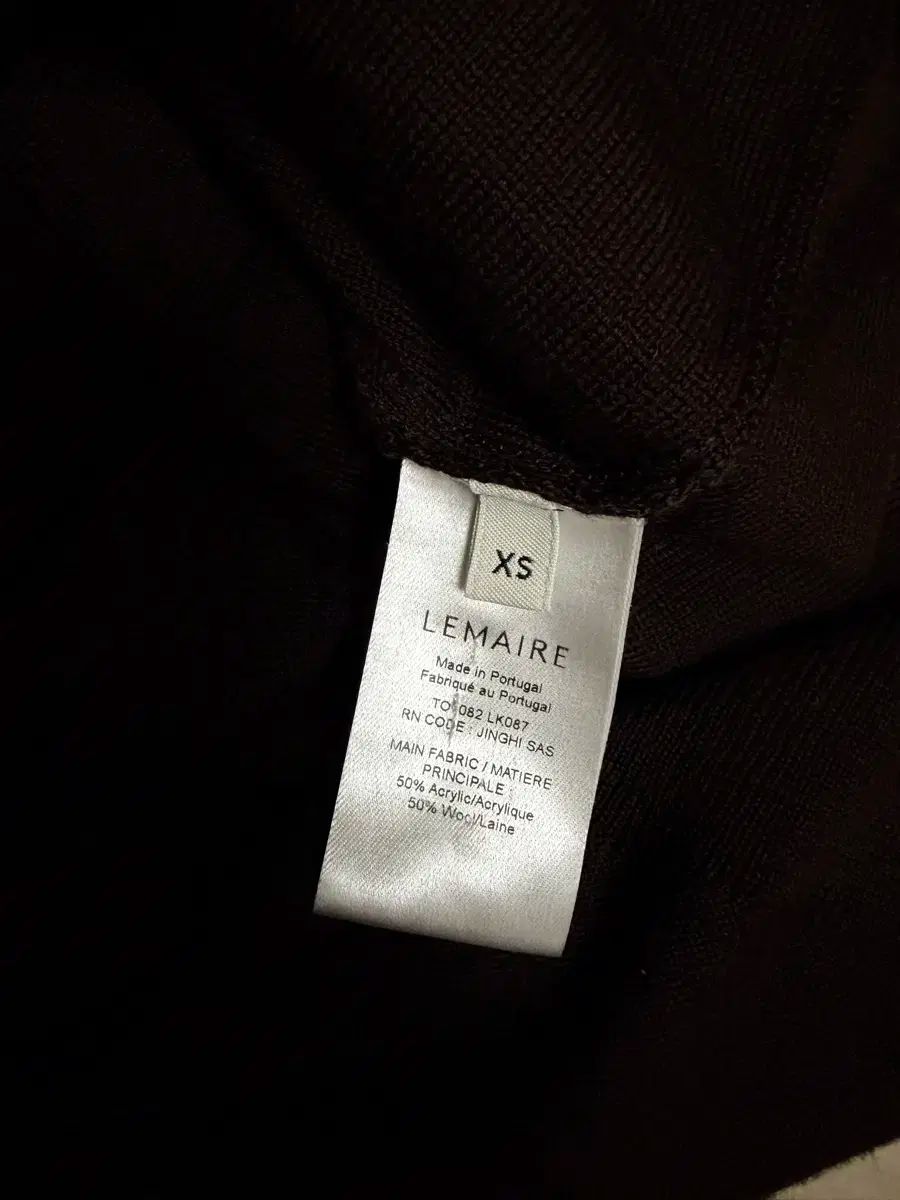 XS
LEMAIRE
Made in Portugal
Fabriqué au Portugal
082 LK087
RN CODE : JINGHI SAS
MAIN FABRIC / MATIERE
PRINCIPALE :
50% Acrylic/Acrylique
50% Wool/Laine